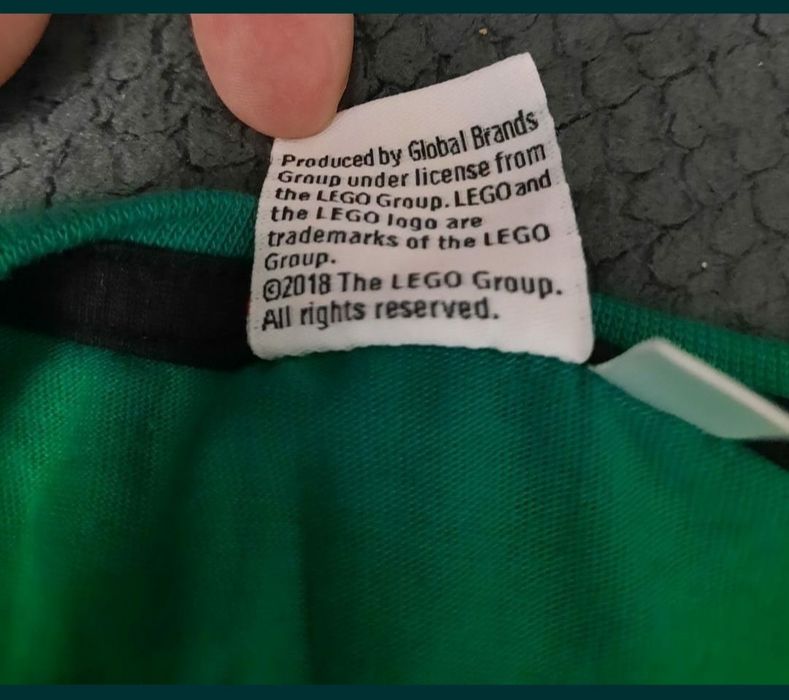 Produced by Global Brands
Group under license from
the LEGO Group. LEGO and
the LEGO logo are
trademarks of the LEGO
Group.
©2018 The LEGO Group.
All rights reserved.